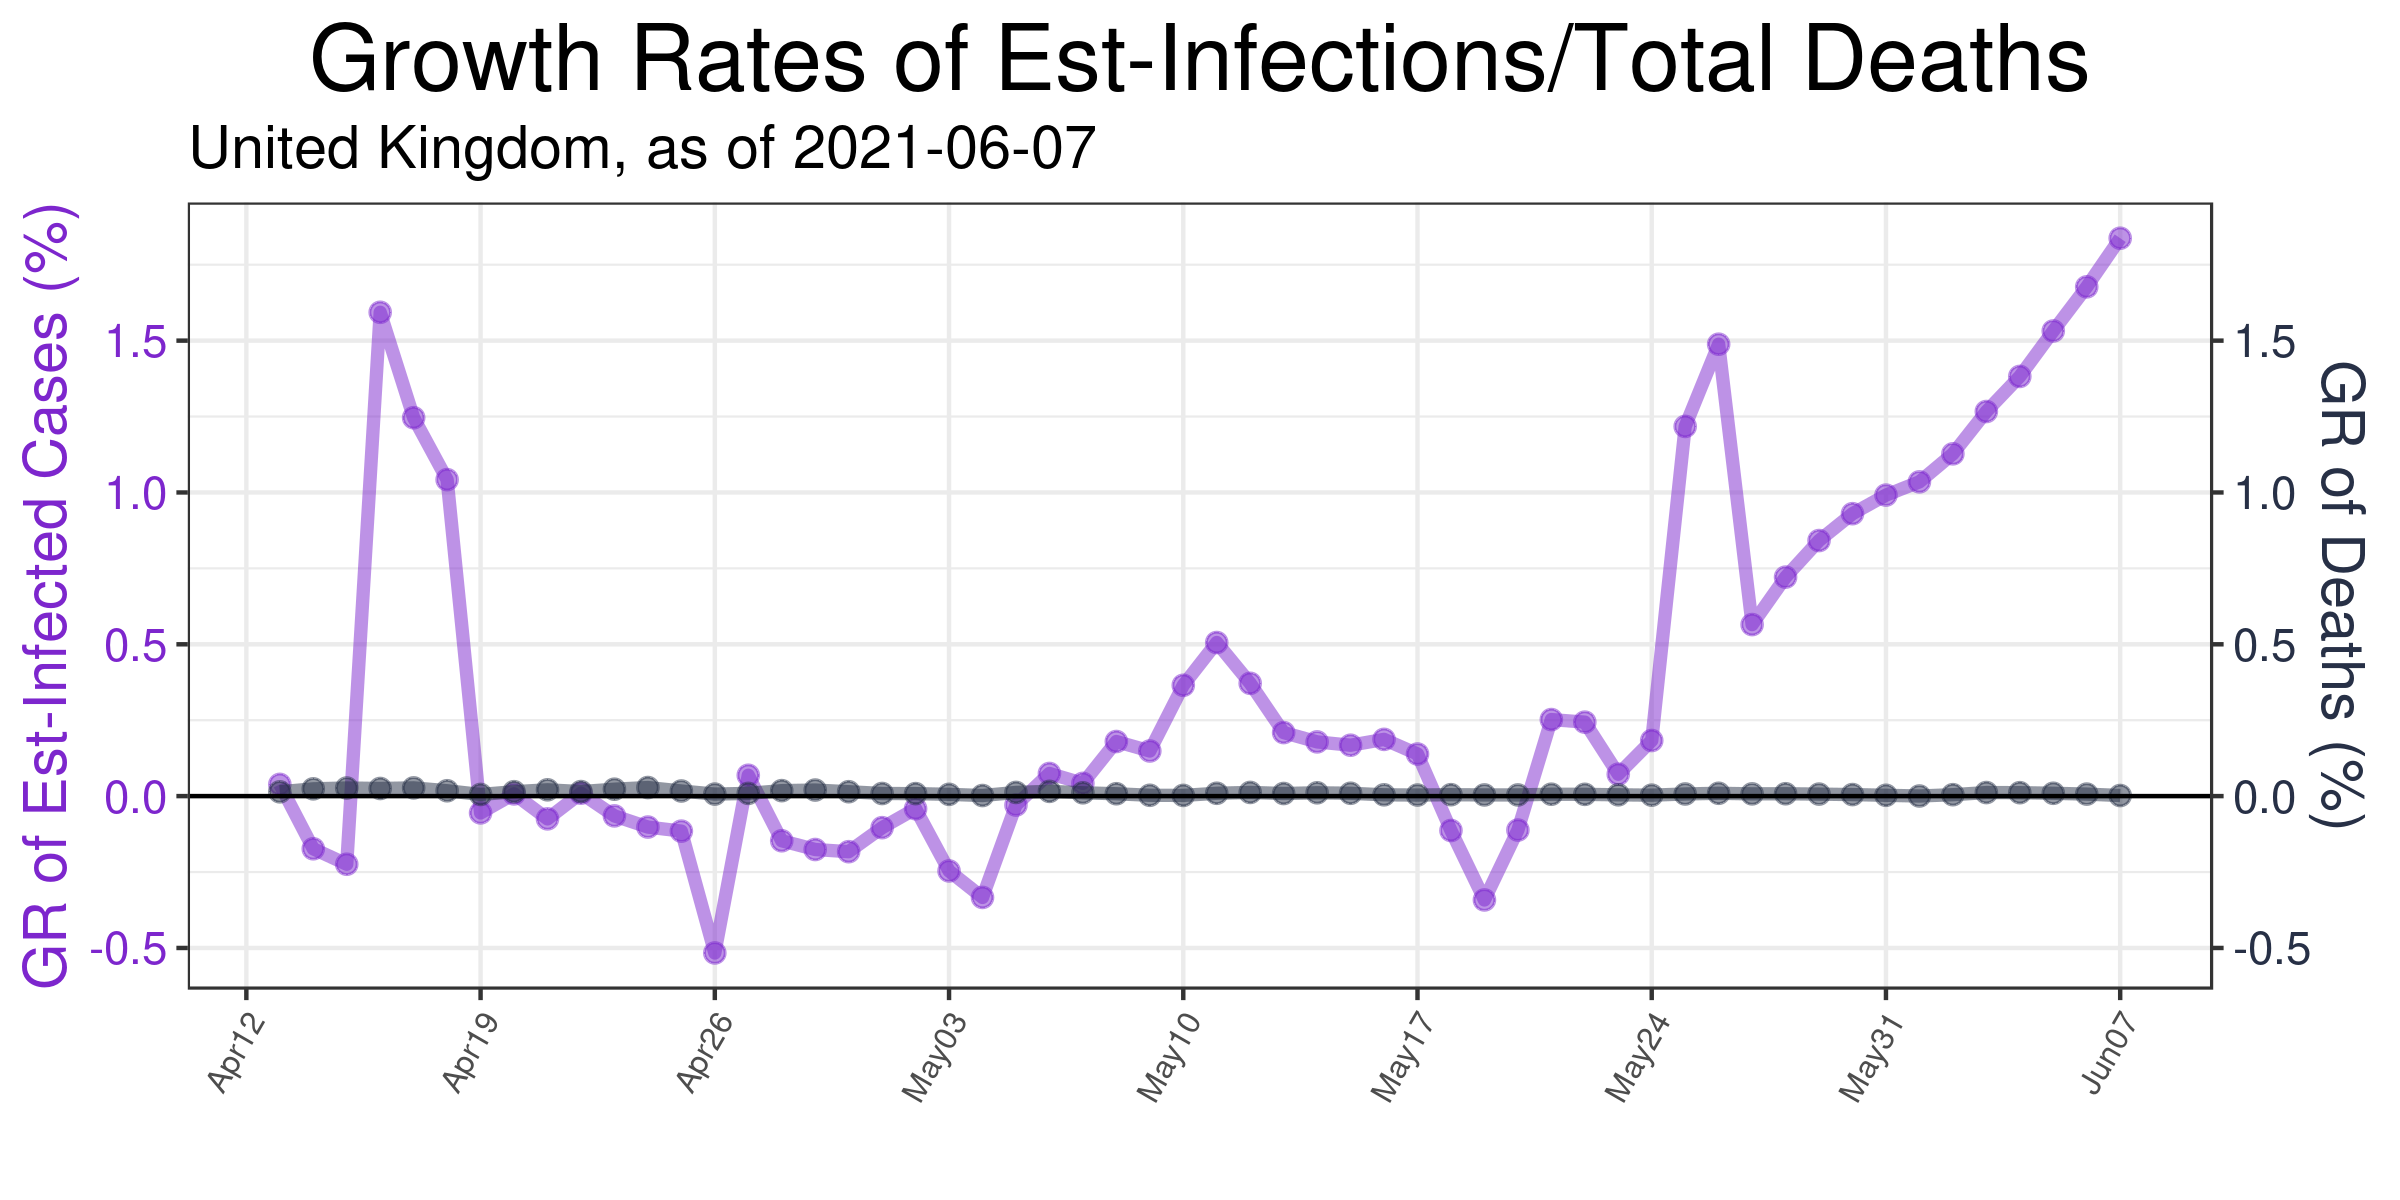 Growth Rates of Est-Infections/Total Deaths
United Kingdom, as of 2021-06-07
GR of Est-Infected Cases (%)
1.5
1.0
0.5
0.0
-0.5
1.5
1.0
0.5
0.0
-0.5
GR of Deaths (%)
Apr12
Apr19
Apr26
May03
May10
May17
May24
May31
Jun07